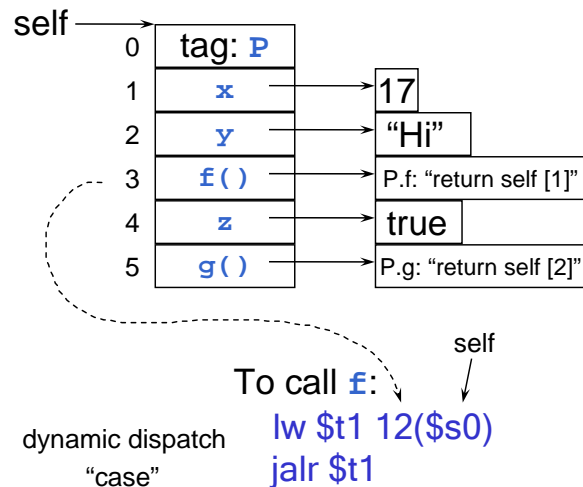 self
0 tag: P
1 x 17
2 y “Hi”
3 f() P.f: “return self [1]”
4 z true
5 g() P.g: “return self [2]”
self
To call f:
lw $t1 12($s0)
jalr $t1
dynamic dispatch
“case”